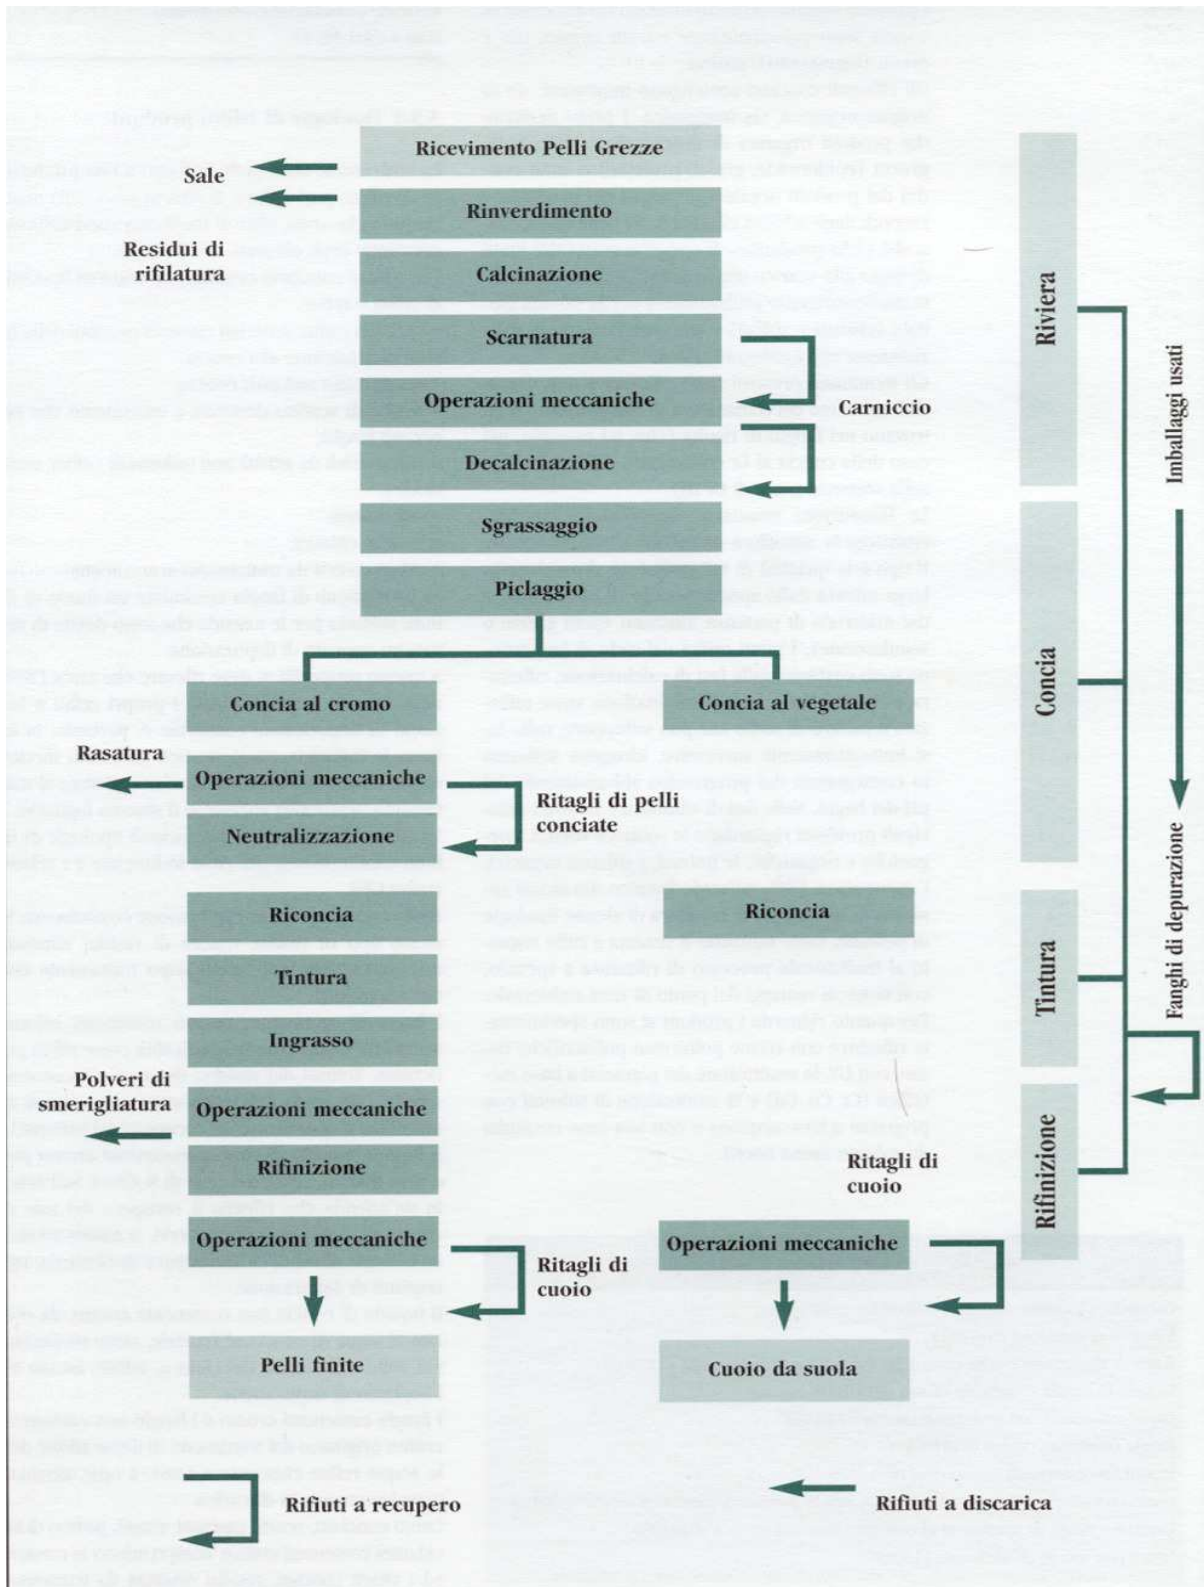 Ricevimento Pelli Grezze
Sale
Rinverdimento
Residui di
rifilatura
Calcinazione
Scarnatura
Operazioni meccaniche
Carniccio
Decalcinazione
Sgrassaggio
Piclaggio
Concia al cromo
Concia al vegetale
Rasatura
Operazioni meccaniche
Ritagli di pelli
conciate
Neutralizzazione
Riconcia
Riconcia
Tintura
Ingrasso
Polveri di
smerigliatura
Operazioni meccaniche
Rifinizione
Ritagli di
cuoio
Operazioni meccaniche
Ritagli di
cuoio
Operazioni meccaniche
Pelli finite
Cuoio da suola
Rifiuti a recupero
Rifiuti a discarica
Riviera
Concia
Tintura
Rifinizione
Imballaggi usati
Fanghi di depurazione